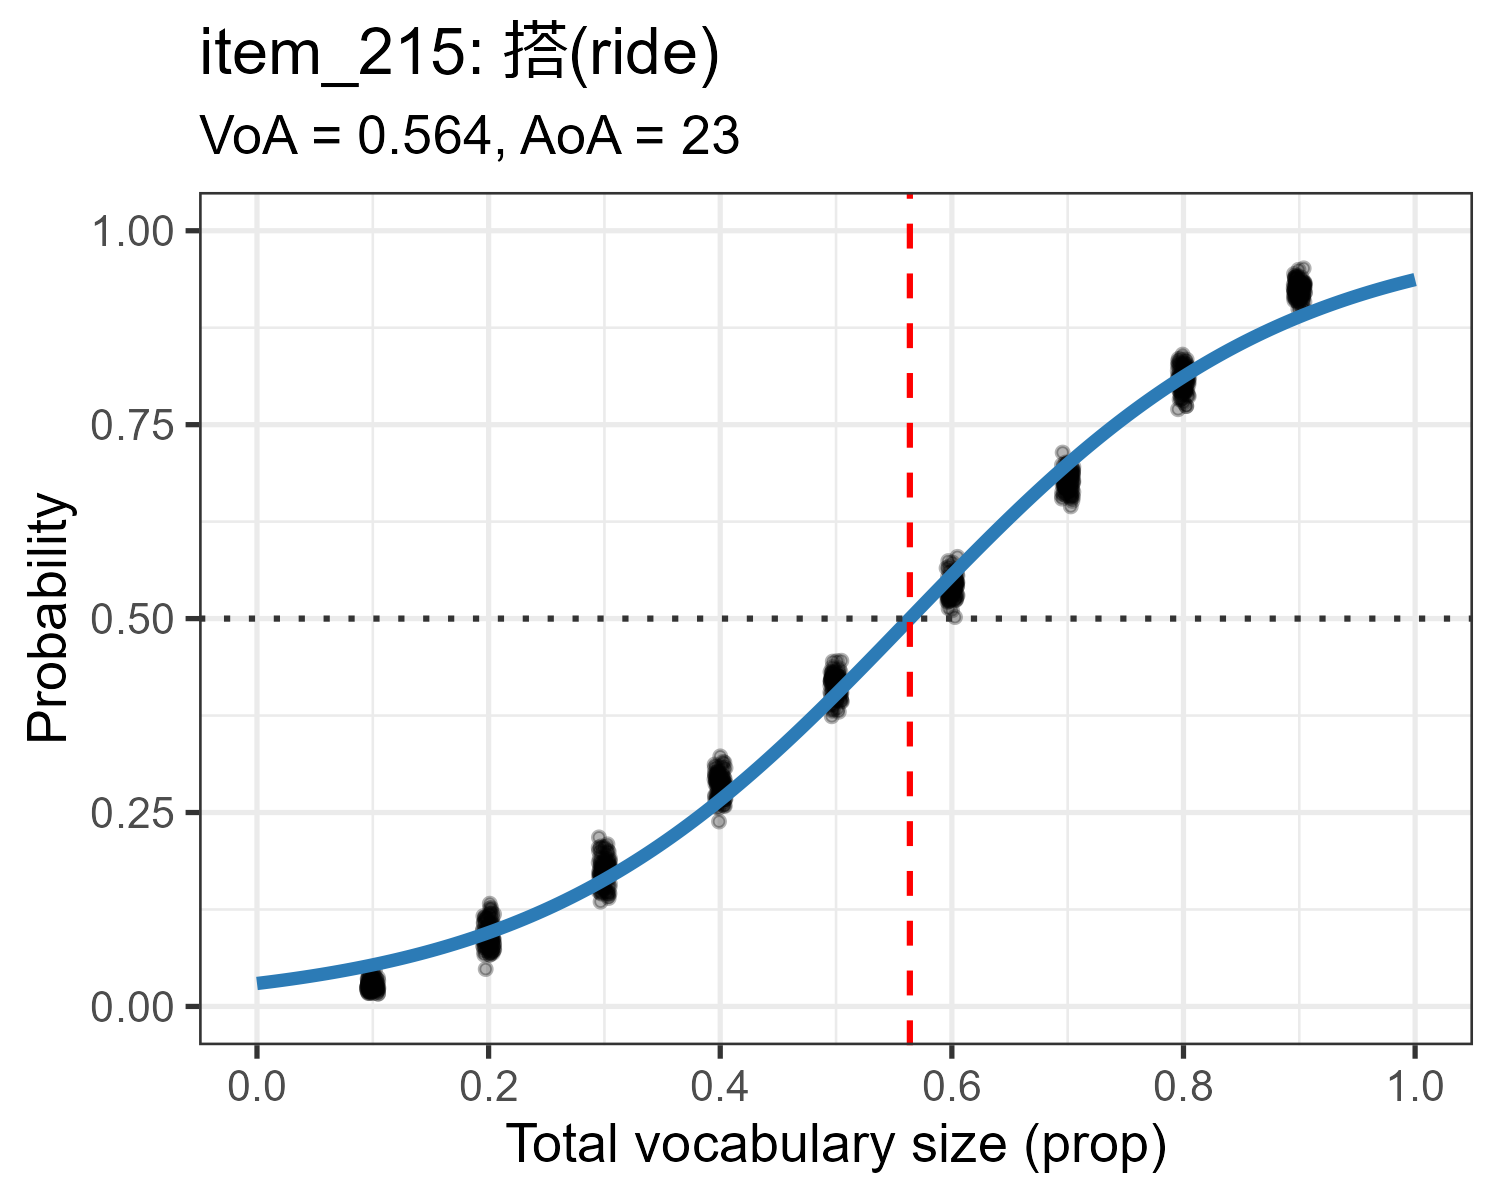 item_215: 搭(ride)
VoA = 0.564, AoA = 23
Probability
1.00
0.75
0.50
0.25
0.00
0.0 0.2 0.4 0.6 0.8 1.0
Total vocabulary size (prop)